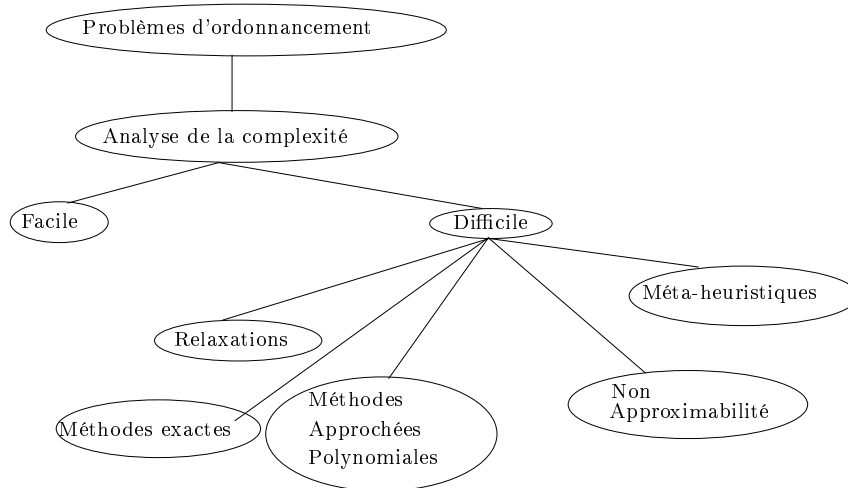 Problèmes d'ordonnancement
Analyse de la complexité
Facile
Difficile
Méta-heuristiques
Relaxations
Non
Approximabilité
Méthodes
Approchées
Polynomiales
Méthodes exactes